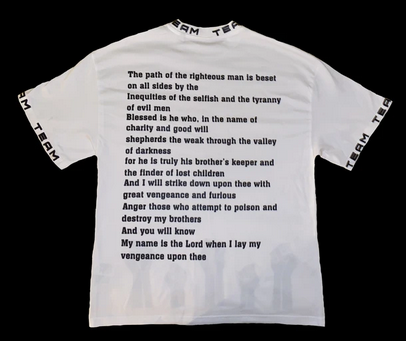 TEAM TEAM
The path of the righteous man is beset
on all sides by the
Inequities of the selfish and the tyranny
of evil men
Blessed is he who, in the name of
charity and good will
shepherds the weak through the valley
of darkness
for he is truly his brother's keeper and
the finder of lost children
And I will strike down upon thee with
great vengeance and furious
Anger those who attempt to poison and
destroy my brothers
And you will know
My name is the Lord when I lay my
vengeance upon thee
TEAM
TEAM TEAM